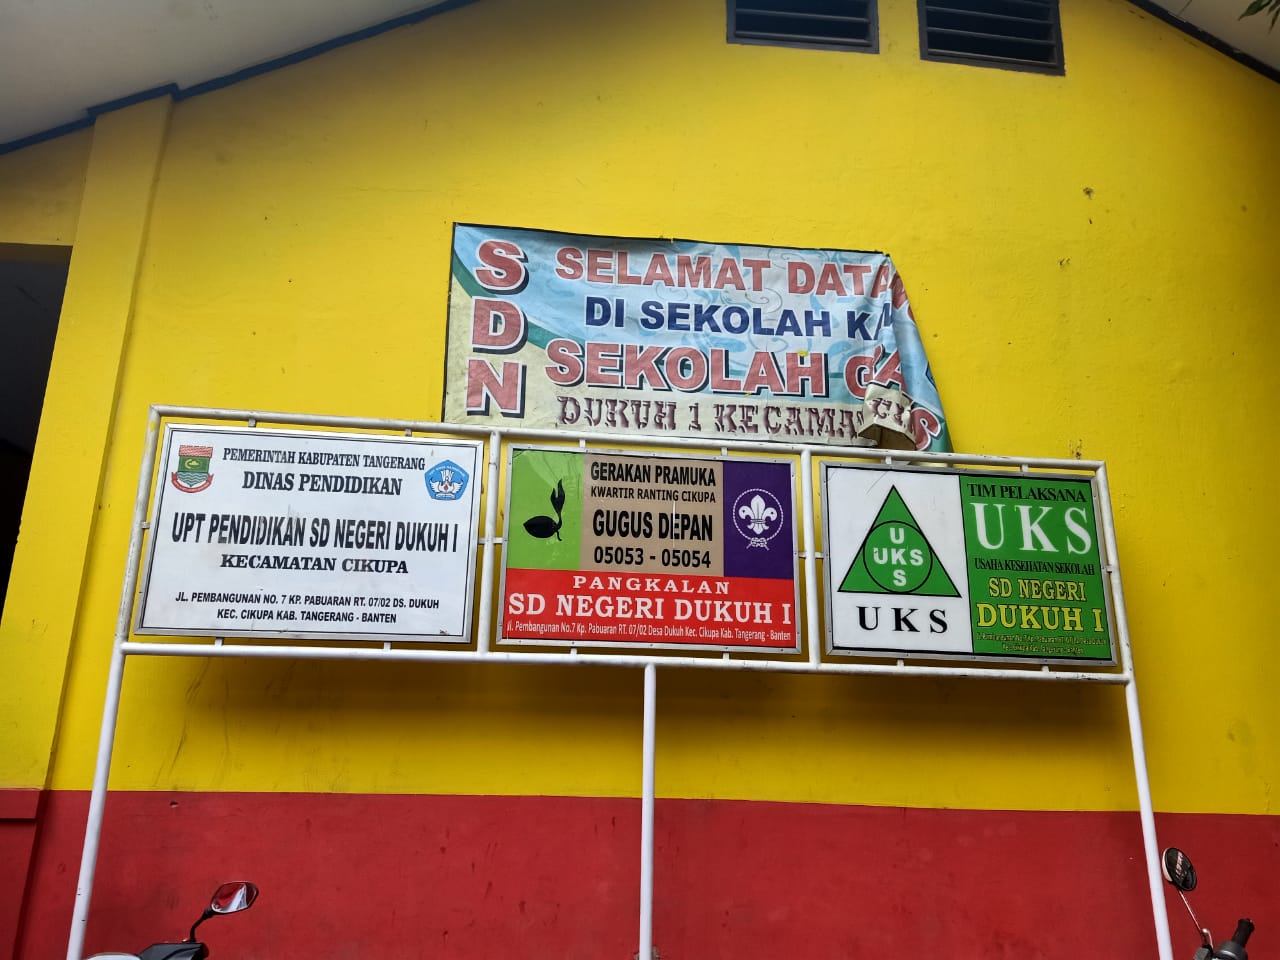 SDN
SELAMAT DATA
DI SEKOLAH KA
SEKOLAH
DUKUH 1 KECAMA
PEMERINTAH KABUPATEN TANGERANG
DINAS PENDIDIKAN
UPT PENDIDIKAN SD NEGERI DUKUH I
KECAMATAN CIKUPA
JL. PEMBANGUNAN NO. 7 KP. PABUARAN RT. 07/02 DS. DUKUH
KEC. CIKUPA KAB. TANGERANG - BANTEN
GERAKAN PRAMUKA
KWARTIR RANTING CIKUPA
GUGUS DEPAN
05053 - 05054
PANGKALAN
SD NEGERI DUKUH I
Jl. Pembangunan No.7 Kp. Pabuaran RT. 07/02 Desa Dukuh Kec. Cikupa Kab. Tangerang - Banten
U
UKS
S
UKS
TIM PELAKSANA
UKS
USAHA KESEHATAN SEKOLAH
SD NEGERI
DUKUH I